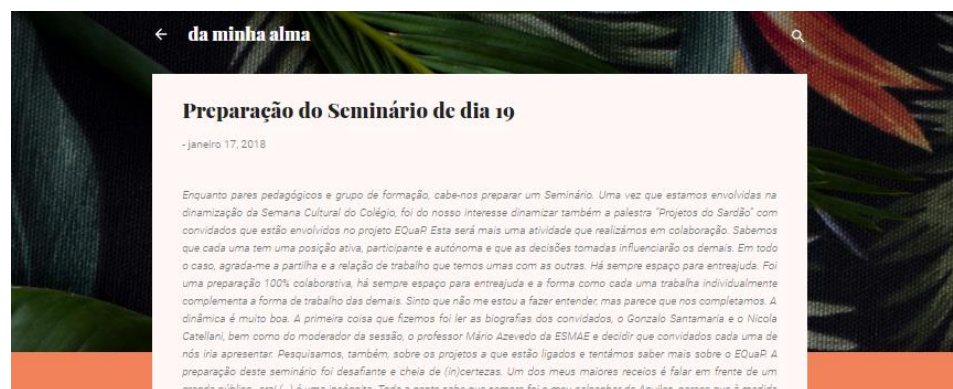 da minha alma
Preparação do Seminário de dia 19
- janeiro 17, 2018
Enquanto pares pedagógicos e grupo de formação, cabe-nos preparar um Seminário. Uma vez que estamos envolvidas na
dinamização da Semana Cultural do Colégio, foi do nosso interesse dinamizar também a palestra "Projetos do Sardão" com
convidados que estão envolvidos no projeto EQuaP. Esta será mais uma atividade que realizámos em colaboração. Sabemos
que cada uma tem uma posição ativa, participante e autónoma e que as decisões tomadas influenciarão os demais. Em todo
o caso, agrada-me a partilha e a relação de trabalho que temos umas com as outras. Há sempre espaço para entreajuda. Foi
uma preparação 100% colaborativa, há sempre espaço para entreajuda e a forma como cada uma trabalha individualmente
complementa a forma de trabalho das demais. Sinto que não me estou a fazer entender, mas parece que nos completamos. A
dinâmica é muito boa. A primeira coisa que fizemos foi ler as biografias dos convidados, o Gonzalo Santamaria e o Nicola
Catellani, bem como do moderador da sessão, o professor Mário Azevedo da ESMAE e decidir que convidados cada uma de
nós iria apresentar. Pesquisamos, também, sobre os projetos a que estão ligados e tentámos saber mais sobre o EQuaP. A
preparação deste seminário foi desafiante e cheia de (in)certezas. Um dos meus maiores receios é falar em frente de um